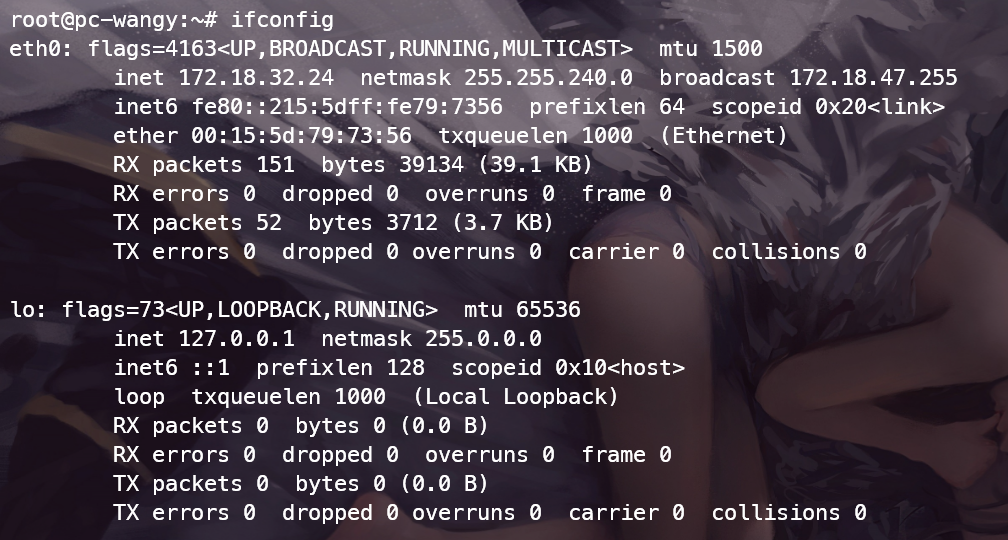 root@pc-wangy:~# ifconfig
eth0: flags=4163<UP,BROADCAST,RUNNING,MULTICAST>  mtu 1500
        inet 172.18.32.24  netmask 255.255.240.0  broadcast 172.18.47.255
        inet6 fe80::215:5dff:fe79:7356  prefixlen 64  scopeid 0x20<link>
        ether 00:15:5d:79:73:56  txqueuelen 1000  (Ethernet)
        RX packets 151  bytes 39134 (39.1 KB)
        RX errors 0  dropped 0  overruns 0  frame 0
        TX packets 52  bytes 3712 (3.7 KB)
        TX errors 0  dropped 0 overruns 0  carrier 0  collisions 0

lo: flags=73<UP,LOOPBACK,RUNNING>  mtu 65536
        inet 127.0.0.1  netmask 255.0.0.0
        inet6 ::1  prefixlen 128  scopeid 0x10<host>
        loop  txqueuelen 1000  (Local Loopback)
        RX packets 0  bytes 0 (0.0 B)
        RX errors 0  dropped 0  overruns 0  frame 0
        TX packets 0  bytes 0 (0.0 B)
        TX errors 0  dropped 0 overruns 0  carrier 0  collisions 0